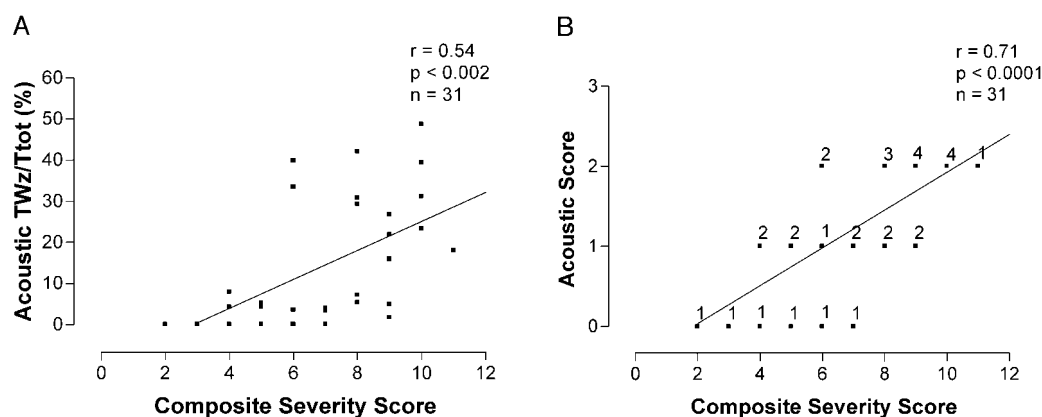 A
r = 0.54
p < 0.002
n = 31
60
50
40
30
20
10
0
Acoustic TWz/Ttot (%)
0 2 4 6 8 10 12
Composite Severity Score
B
r = 0.71
p < 0.0001
n = 31
3
2
1
0
Acoustic Score
2 3 4 4 1
2 2 1 2 2 2
1 1 1 1 1 1
0 2 4 6 8 10 12
Composite Severity Score